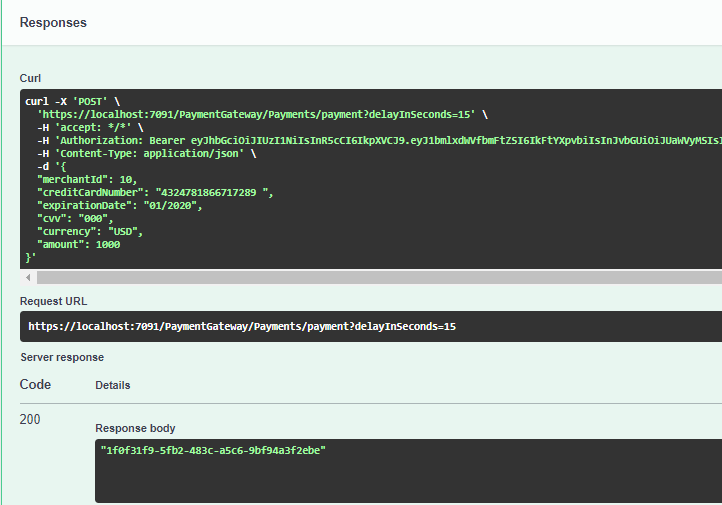 Responses
Curl
curl -X 'POST' \
'https://localhost:7091/PaymentGateway/Payments/payment?delayInSeconds=15' \
-H 'accept: */*' \
-H 'Authorization: Bearer eyJhbGciOiJIUzI1NiIsInR5cCI6IkpXVCJ9.eyJ1bmlxdWVfbmFtZSI6IkFtYXpvbiIsInJvbGUiOiJUaWVyMSIsI
-H 'Content-Type: application/json' \
-d '{
"merchantId": 10,
"creditCardNumber": "4324781866717289 ",
"expirationDate": "01/2020",
"cvv": "000",
"currency": "USD",
"amount": 1000
}'
Request URL
https://localhost:7091/PaymentGateway/Payments/payment?delayInSeconds=15
Server response
Code Details
200
Response body
"1f0f31f9-5fb2-483c-a5c6-9bf94a3f2ebe"